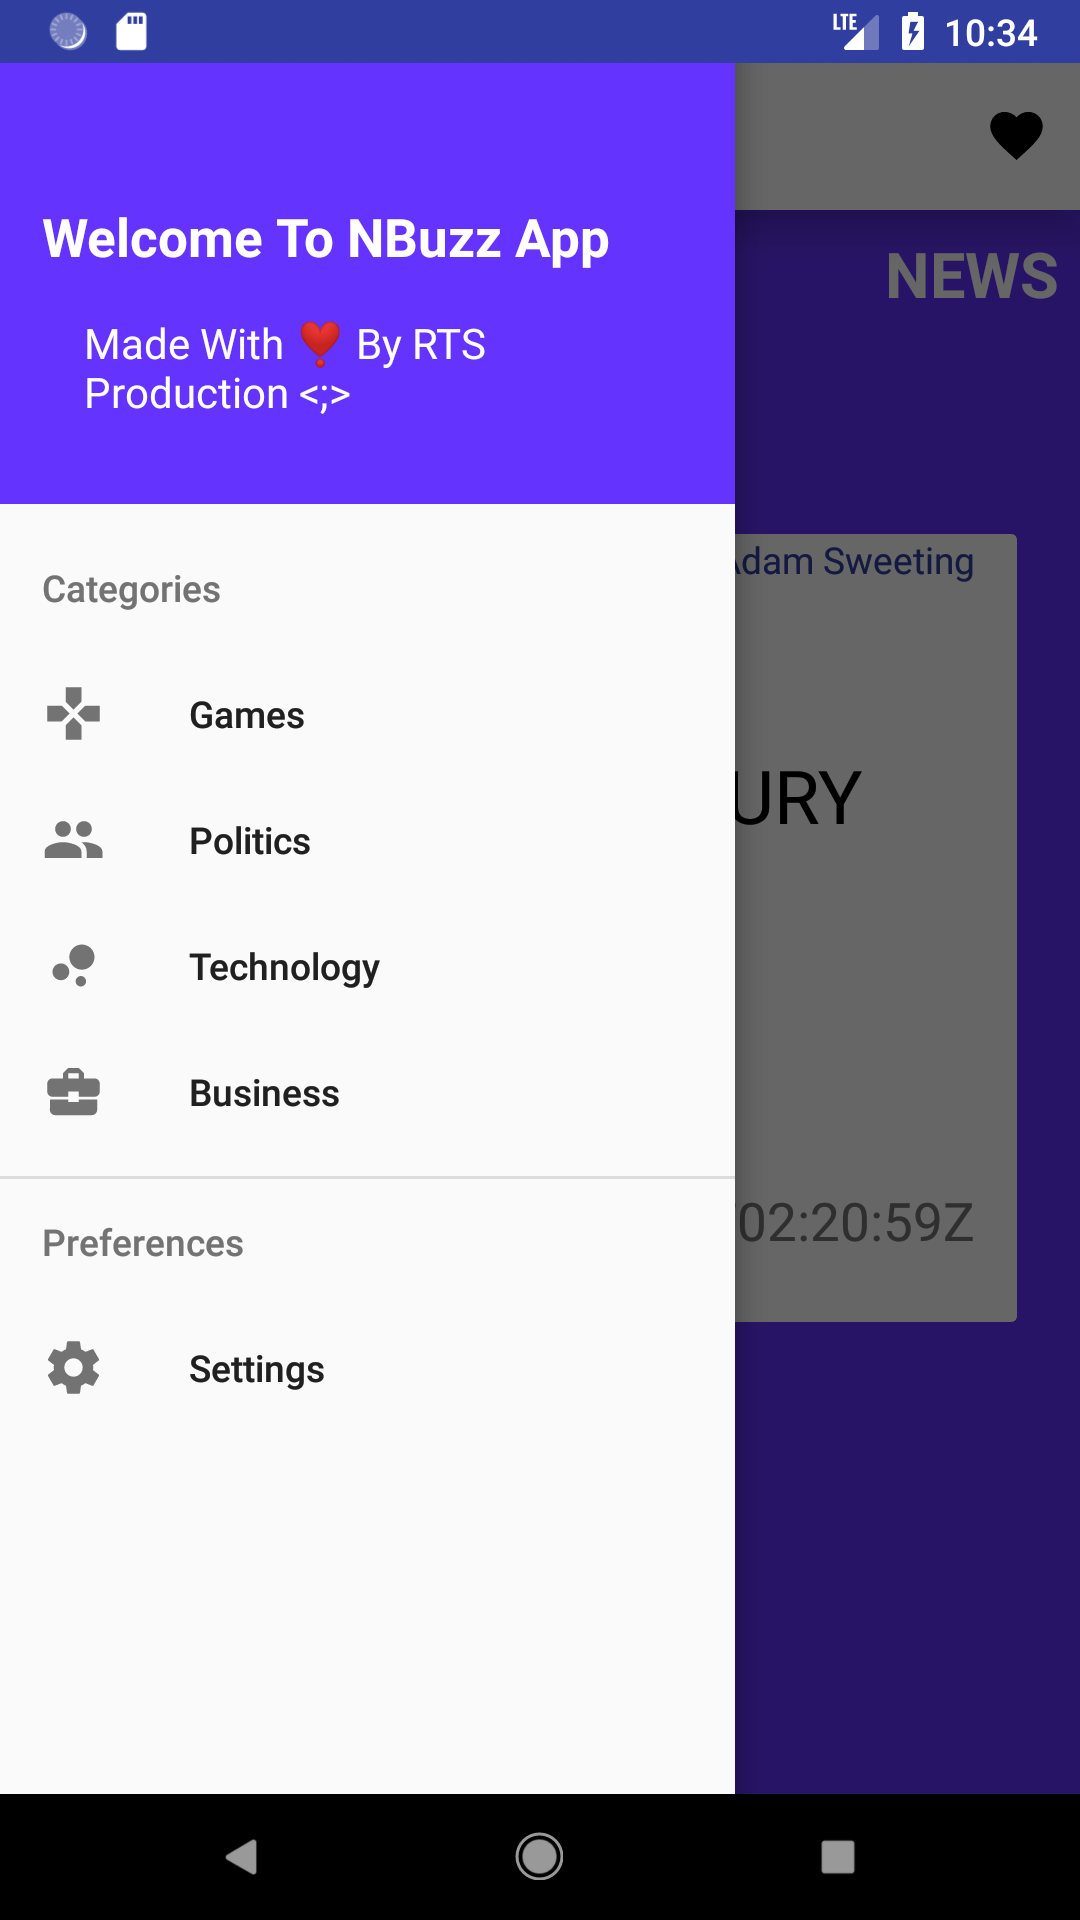 LTE 10:34
Welcome To NBuzz App
Made With ❣ By RTS
Production <;>
NEWS
Categories
Adam Sweeting
Games
URY
Politics
Technology
Business
02:20:59Z
Preferences
Settings